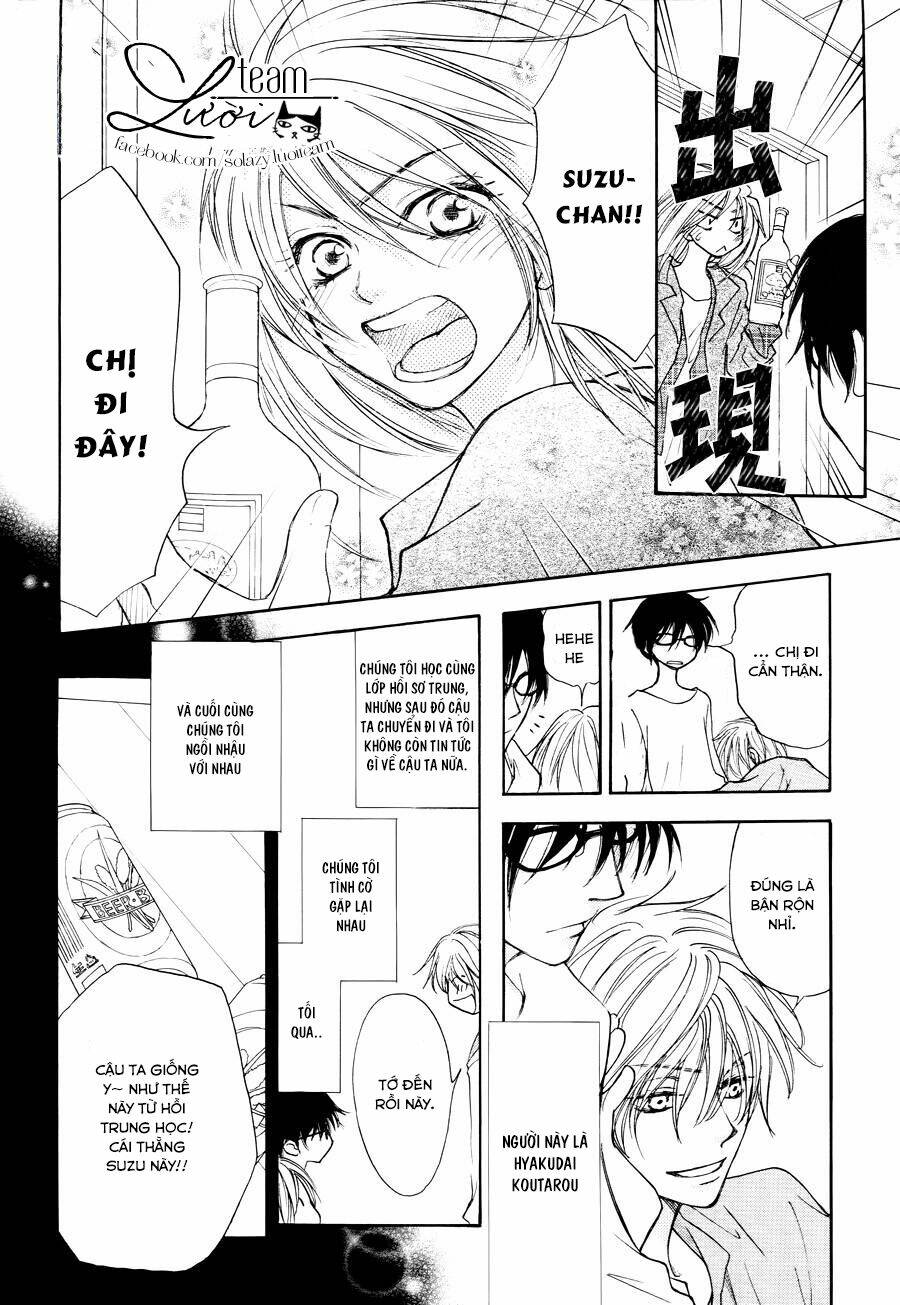 出現
SUZU-
CHAN!!
team
Lười
facebook.com/solazy.luoiteam
CHỊ
ĐI
ĐÂY!
... CHỊ ĐI
CẨN THẬN.
HEHE
HE
ĐÚNG LÀ
BẬN RỘN
NHỈ.
NGƯỜI NÀY LÀ
HYAKUDAI
KOUTAROU
CHÚNG TÔI HỌC CÙNG
LỚP HỒI SƠ TRUNG,
NHƯNG SAU ĐÓ CẬU
TA CHUYỂN ĐI VÀ TÔI
KHÔNG CÒN TIN TỨC
GÌ VỀ CẬU TA NỮA.
CHÚNG TÔI
TÌNH CỜ
GẶP LẠI
NHAU
TỐI
QUA..
TỚ ĐẾN
RỒI NÀY.
VÀ CUỐI CÙNG
CHÚNG TÔI
NGỒI NHẬU
VỚI NHAU
BEER·B
CẬU TA GIỐNG
Y~ NHƯ THẾ
NÀY TỪ HỒI
TRUNG HỌC!
CÁI THẰNG
SUZU NÀY!!